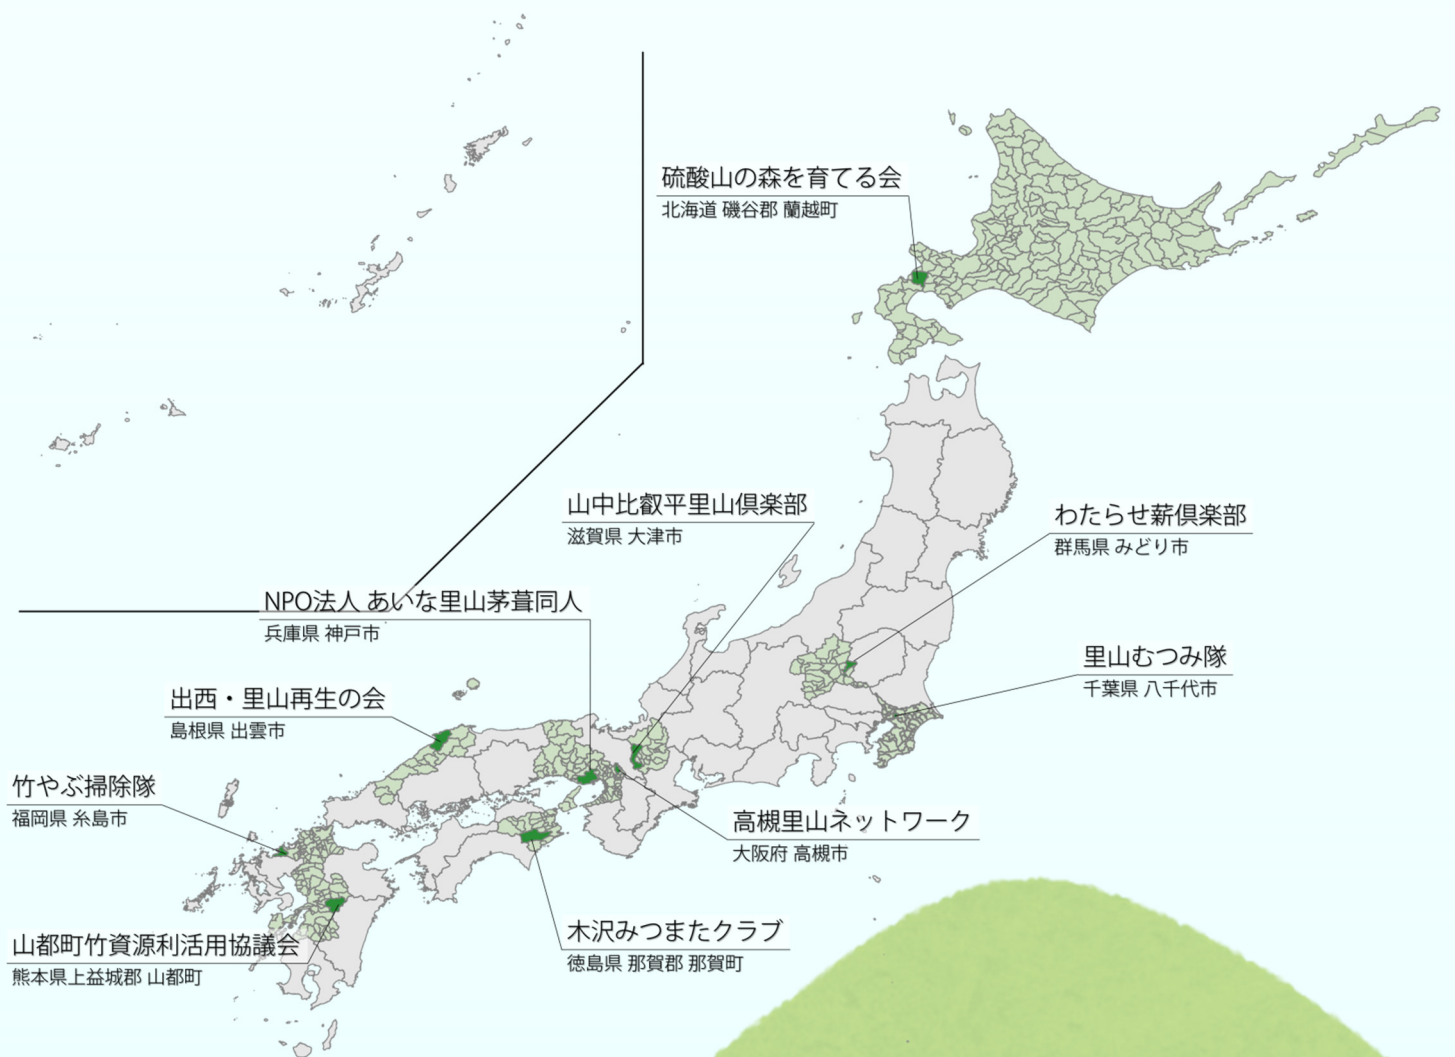 硫酸山の森を育てる会
北海道 磯谷郡 蘭越町
山中比叡平里山倶楽部
滋賀県 大津市
わたらせ薪倶楽部
群馬県 みどり市
NPO法人 あいな里山茅葺同人
兵庫県 神戸市
里山むつみ隊
千葉県 八千代市
出西・里山再生の会
島根県 出雲市
竹やぶ掃除隊
福岡県 糸島市
高槻里山ネットワーク
大阪府 高槻市
木沢みつまたクラブ
徳島県 那賀郡 那賀町
山都町竹資源利活用協議会
熊本県上益城郡 山都町